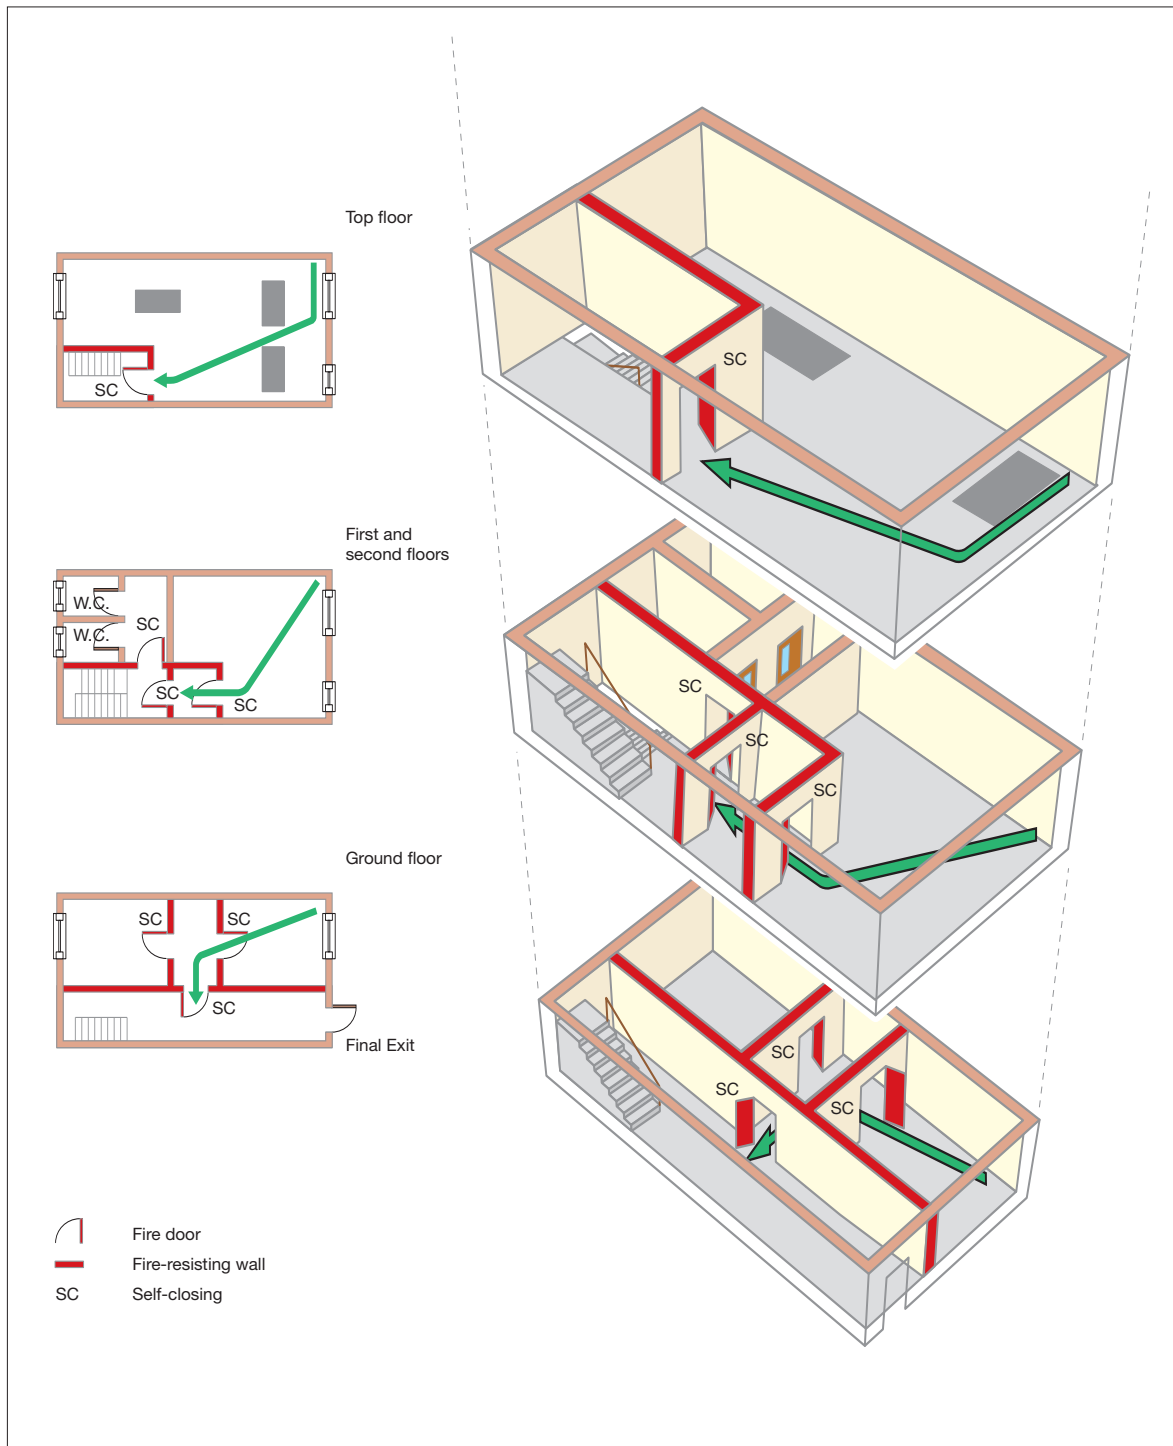 Top floor
SC
SC
First and
second floors
W.C.
SC
W.C.
SC
SC
SC
SC
SC
Ground floor
SC
SC
SC
Final Exit
SC
SC
SC
Fire door
Fire-resisting wall
SC Self-closing